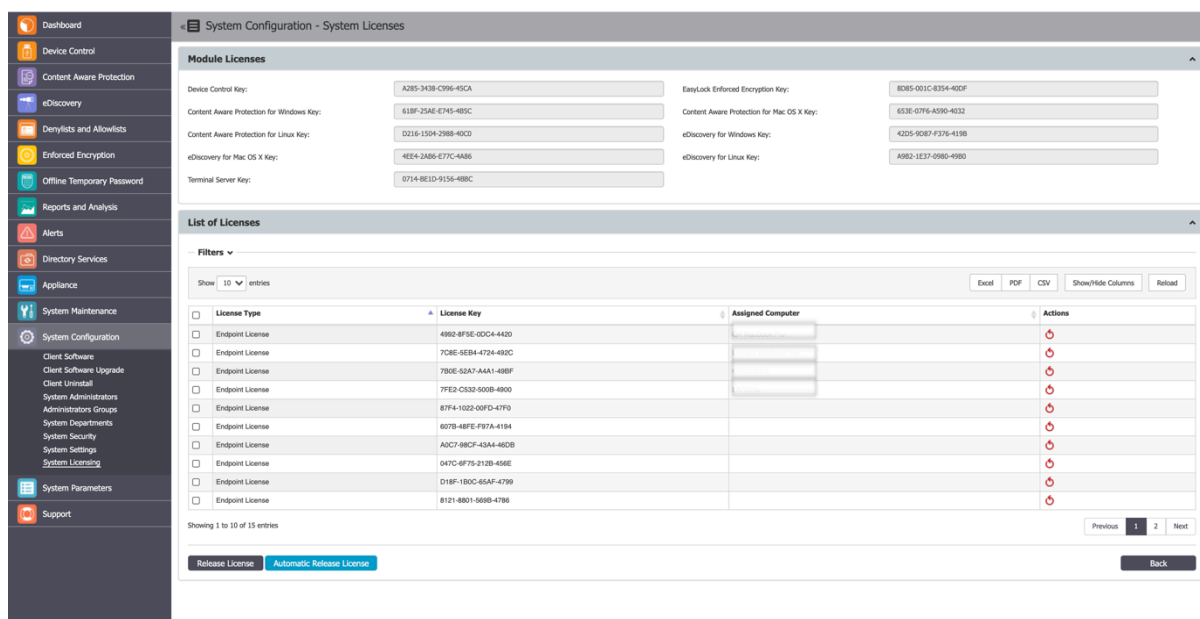 Dashboard
Device Control
Content Aware Protection
eDiscovery
Denylists and Allowlists
Enforced Encryption
Offline Temporary Password
Reports and Analysis
Alerts
Directory Services
Appliance
System Maintenance
System Configuration
Client Software
Client Software Upgrade
Client Uninstall
System Administrators
Administrators Groups
System Departments
System Security
System Settings
System Licensing
System Parameters
Support
System Configuration - System Licenses
Module Licenses
Device Control Key: A285-3438-C996-45CA EasyLock Enforced Encryption Key: 8D85-001C-8354-40DF
Content Aware Protection for Windows Key: 618F-25AE-E745-4B5C Content Aware Protection for Mac OS X Key: 653E-07F6-A590-4032
Content Aware Protection for Linux Key: D216-1504-2988-40C0 eDiscovery for Windows Key: 42D5-9D87-F376-419B
eDiscovery for Mac OS X Key: 4EE4-2AB6-E77C-4A86 eDiscovery for Linux Key: A9B2-1E37-0980-49B0
Terminal Server Key: 0714-BE1D-9156-4BBC
List of Licenses
Filters
Show 10 entries Excel PDF CSV Show/Hide Columns Reload
License Type License Key Assigned Computer Actions
Endpoint License 4992-8F5E-0DC4-4420
Endpoint License 7C8E-5EB4-4724-492C
Endpoint License 7B0E-52A7-A4A1-49BF
Endpoint License 7FE2-C532-500B-4900
Endpoint License 87F4-1022-00FD-47F0
Endpoint License 607B-48FE-F97A-4194
Endpoint License A0C7-98CF-43A4-46DB
Endpoint License 047C-6F75-212B-456E
Endpoint License D18F-1B0C-65AF-4799
Endpoint License 8121-8801-569B-4786
Showing 1 to 10 of 15 entries Previous 1 2 Next
Release License Automatic Release License Back